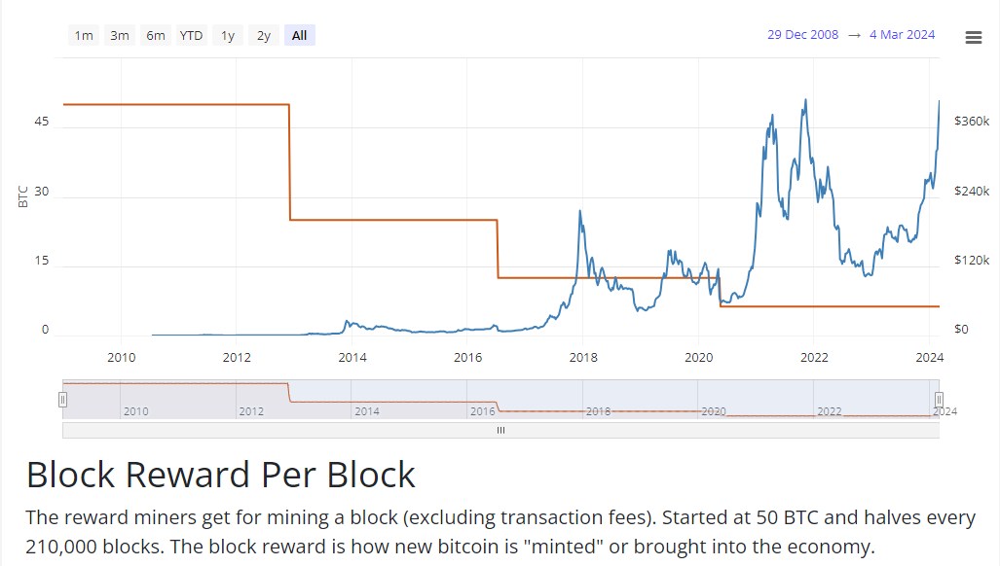 1m 3m 6m YTD 1y 2y All 29 Dec 2008 → 4 Mar 2024
45 $360k
30 $240k
BTC
15 $120k
0 $0
2010 2012 2014 2016 2018 2020 2022 2024
2010 2012 2014 2016 2018 2020 2022 2024
Block Reward Per Block
The reward miners get for mining a block (excluding transaction fees). Started at 50 BTC and halves every
210,000 blocks. The block reward is how new bitcoin is "minted" or brought into the economy.